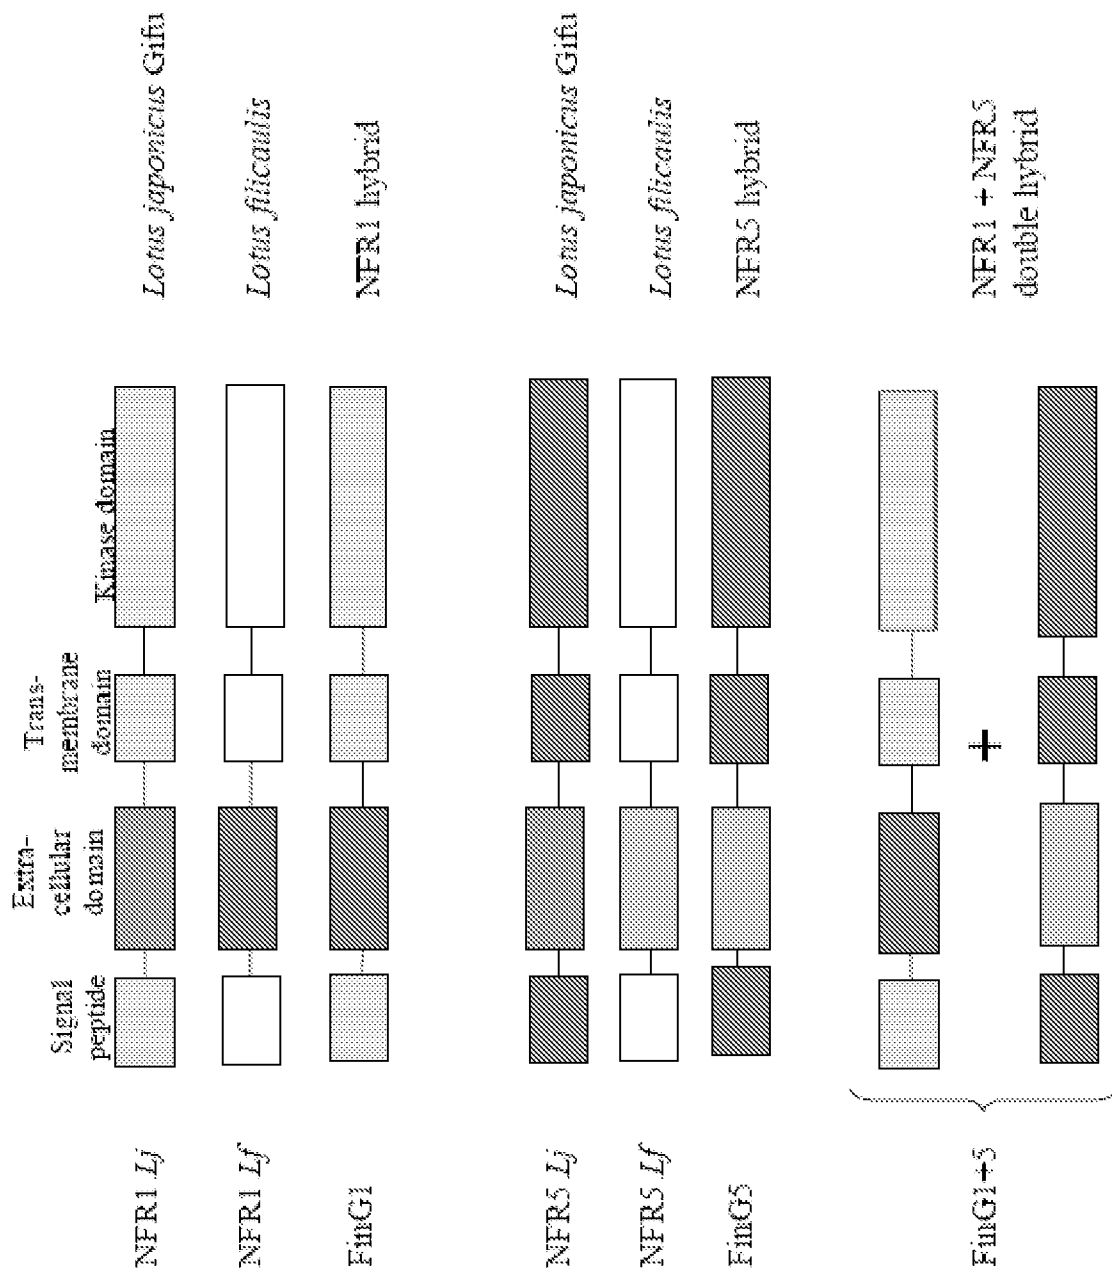 Signal
peptide
Extra-
cellular
domain
Trans-
membrane
domain
Kinase domain
NFR1 Lj
Lotus japonicus Gifu
NFR1 Lf
Lotus filicaulis
FinG1
NFR1 hybrid
NFR5 Lj
Lotus japonicus Gifu
NFR5 Lf
Lotus filicaulis
FinG5
NFR5 hybrid
FinG1+5
+
NFR1 + NFR5
double hybrid